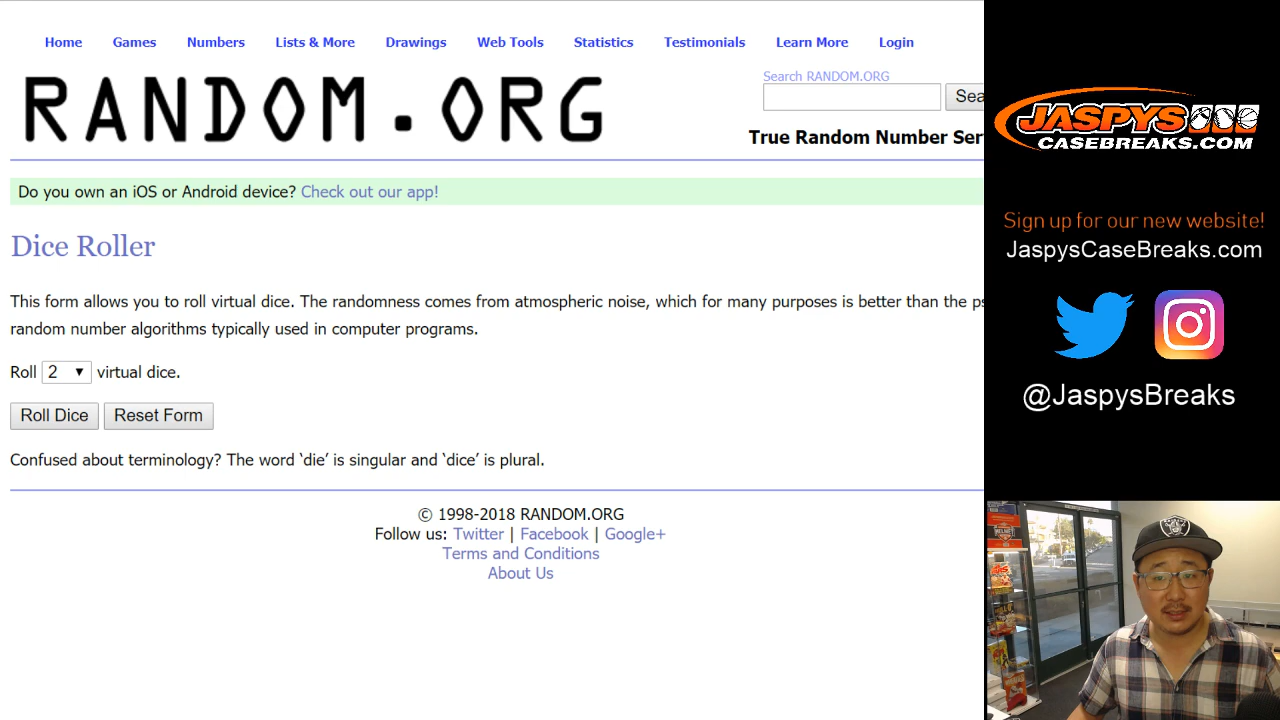 Home Games Numbers Lists & More Drawings Web Tools Statistics Testimonials Learn More Login
RANDOM.ORG
Search RANDOM.ORG
Sea
True Random Number Ser
Do you own an iOS or Android device? Check out our app!
Dice Roller
This form allows you to roll virtual dice. The randomness comes from atmospheric noise, which for many purposes is better than the ps
random number algorithms typically used in computer programs.
Roll 2 ▼ virtual dice.
Roll Dice Reset Form
Confused about terminology? The word ‘die’ is singular and ‘dice’ is plural.
© 1998-2018 RANDOM.ORG
Follow us: Twitter | Facebook | Google+
Terms and Conditions
About Us
JASPYS
CASEBREAKS.COM
Sign up for our new website!
JaspysCaseBreaks.com
@JaspysBreaks